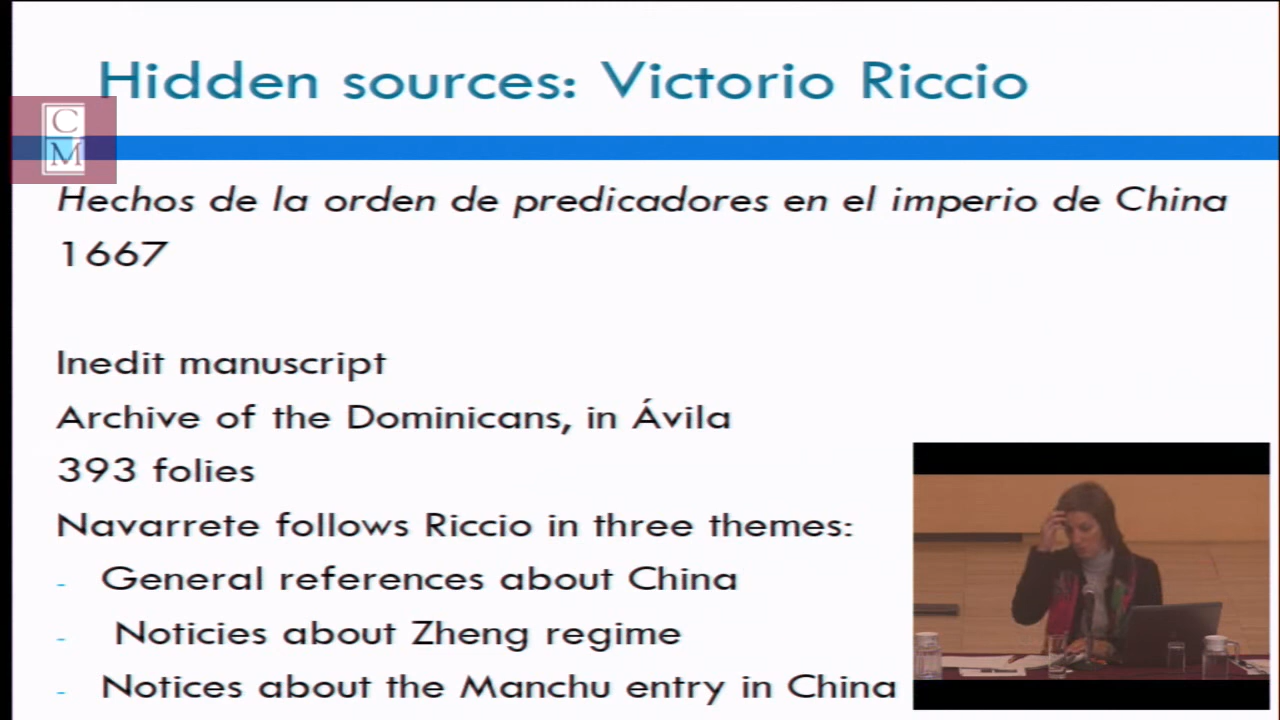 Hidden sources: Victorio Riccio
C
M
Hechos de la orden de predicadores en el imperio de China
1667
Inedit manuscript
Archive of the Dominicans, in Ávila
393 folies
Navarrete follows Riccio in three themes:
- General references about China
- Noticies about Zheng regime
- Notices about the Manchu entry in China